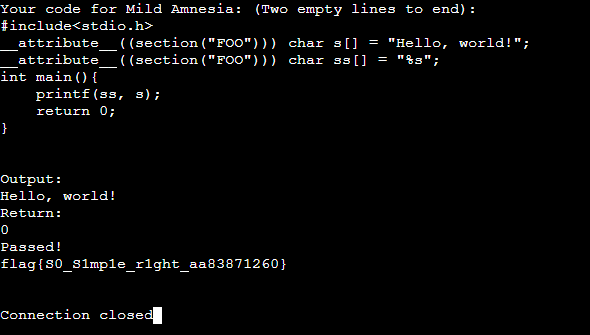 Your code for Mild Amnesia: (Two empty lines to end):
#include<stdio.h>
__attribute__((section("FOO"))) char s[] = "Hello, world!";
__attribute__((section("FOO"))) char ss[] = "%s";
int main(){
    printf(ss, s);
    return 0;
}
Output:
Hello, world!
Return:
0
Passed!
flag{S0_S1mp1e_r1ght_aa83871260}
Connection closed